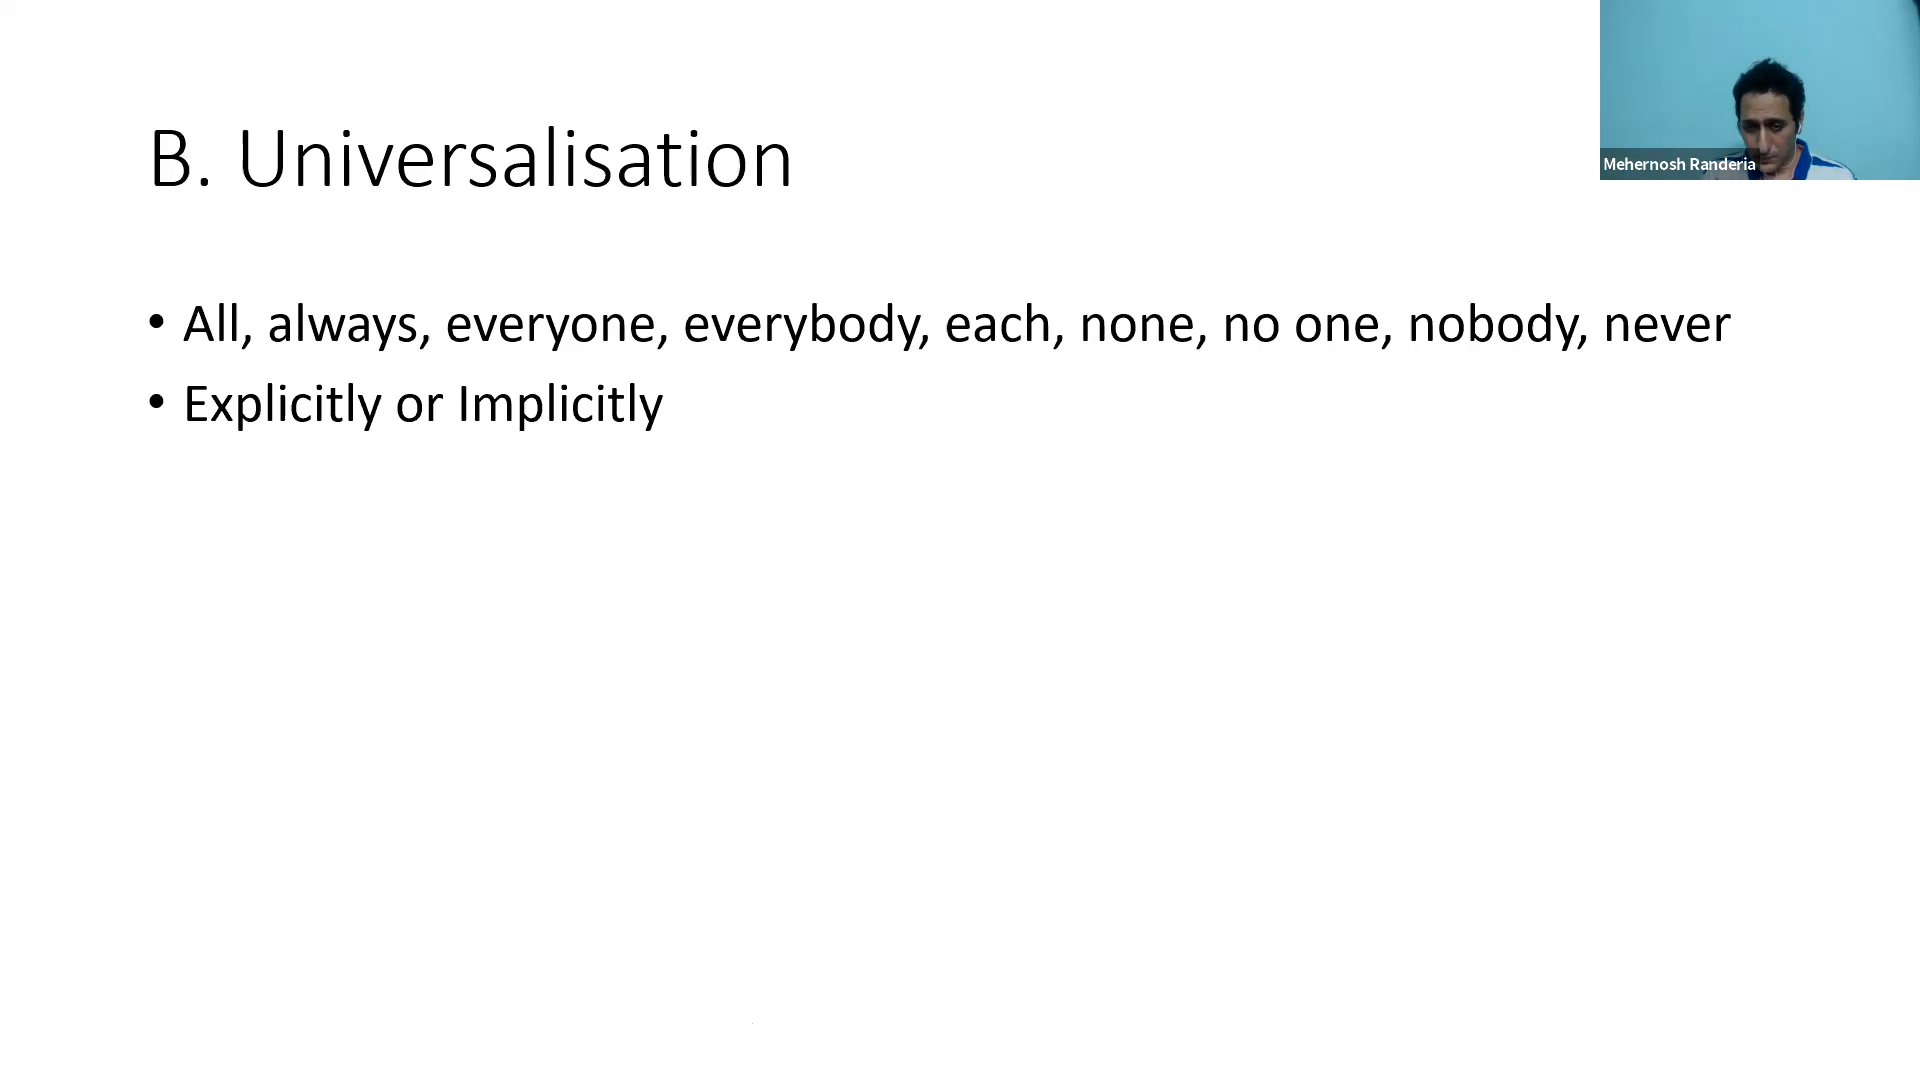 B. Universalisation
Mehernosh Randeria
• All, always, everyone, everybody, each, none, no one, nobody, never
• Explicitly or Implicitly